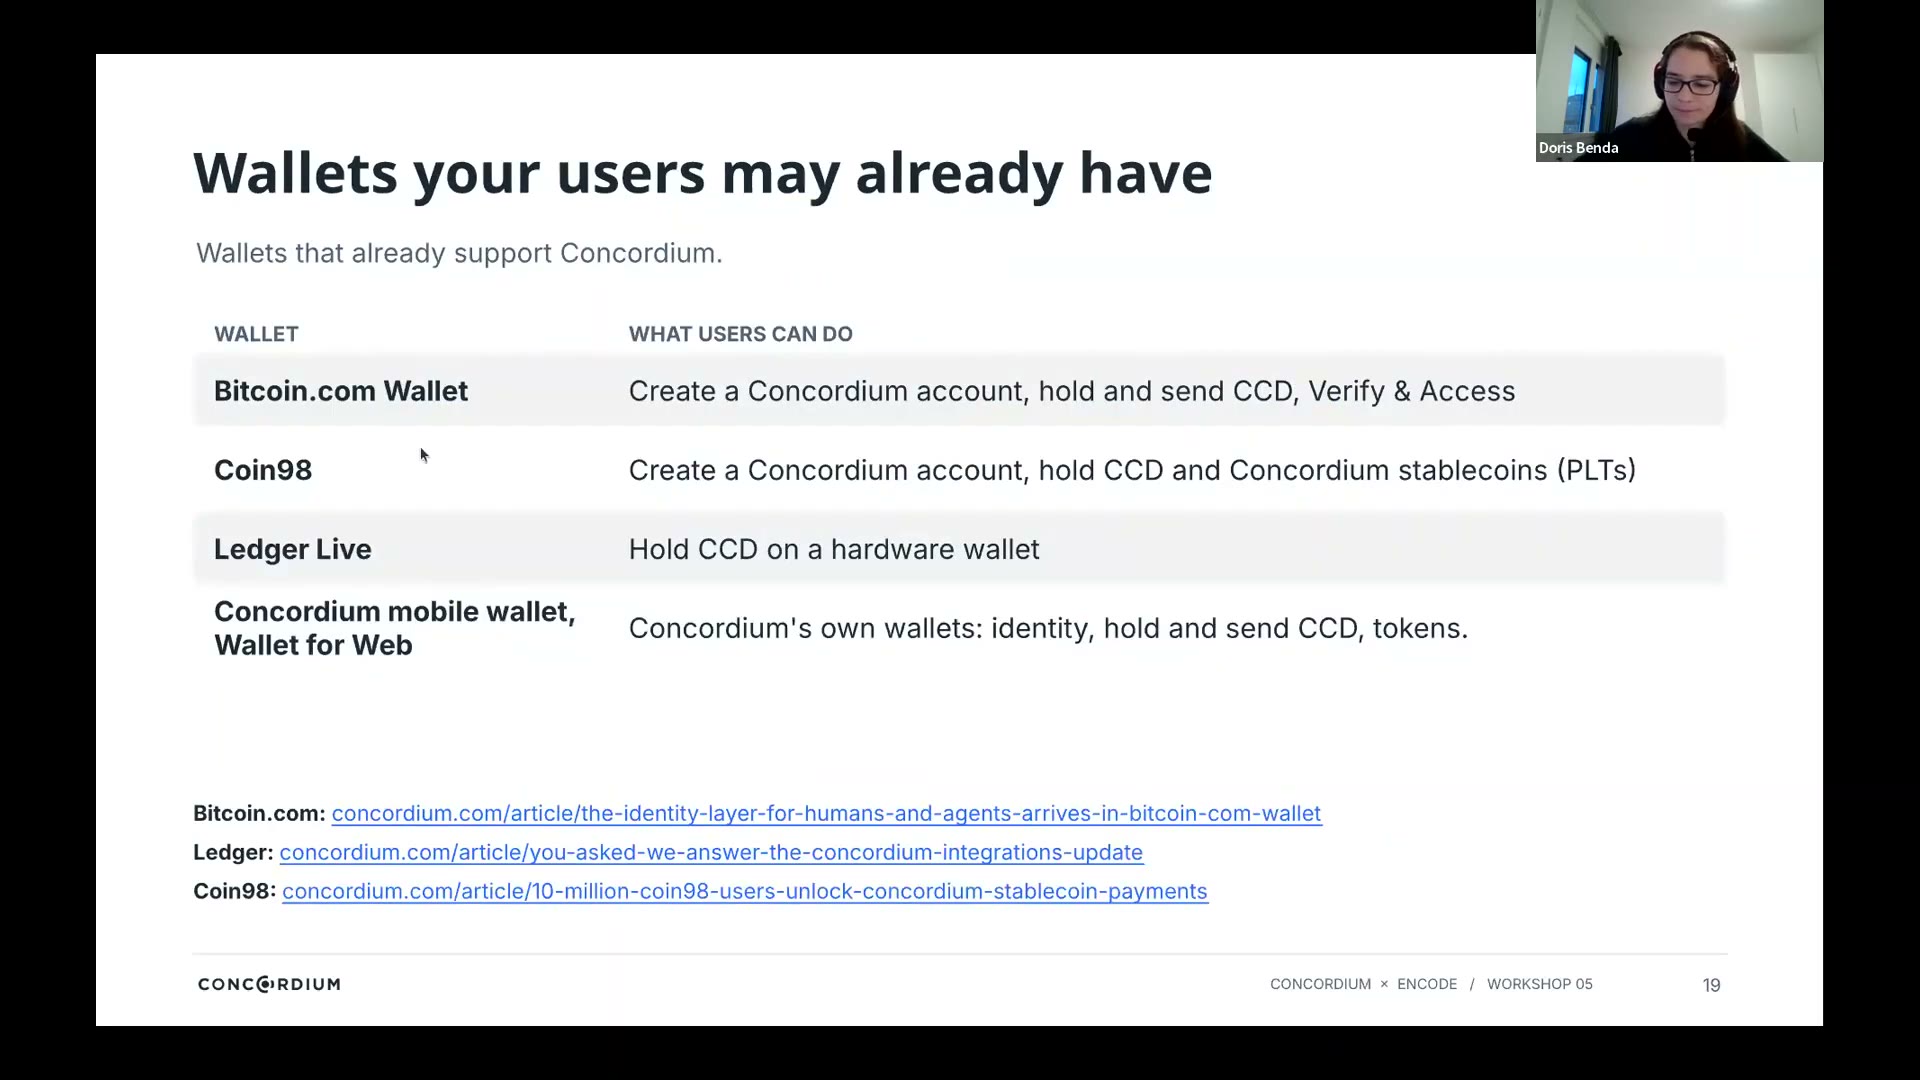 Doris Benda
Wallets your users may already have
Wallets that already support Concordium.
WALLET
WHAT USERS CAN DO
Bitcoin.com Wallet
Create a Concordium account, hold and send CCD, Verify & Access
Coin98
Create a Concordium account, hold CCD and Concordium stablecoins (PLTs)
Ledger Live
Hold CCD on a hardware wallet
Concordium mobile wallet,
Wallet for Web
Concordium's own wallets: identity, hold and send CCD, tokens.
Bitcoin.com: concordium.com/article/the-identity-layer-for-humans-and-agents-arrives-in-bitcoin-com-wallet
Ledger: concordium.com/article/you-asked-we-answer-the-concordium-integrations-update
Coin98: concordium.com/article/10-million-coin98-users-unlock-concordium-stablecoin-payments
CONCORDIUM
CONCORDIUM × ENCODE / WORKSHOP 05
19